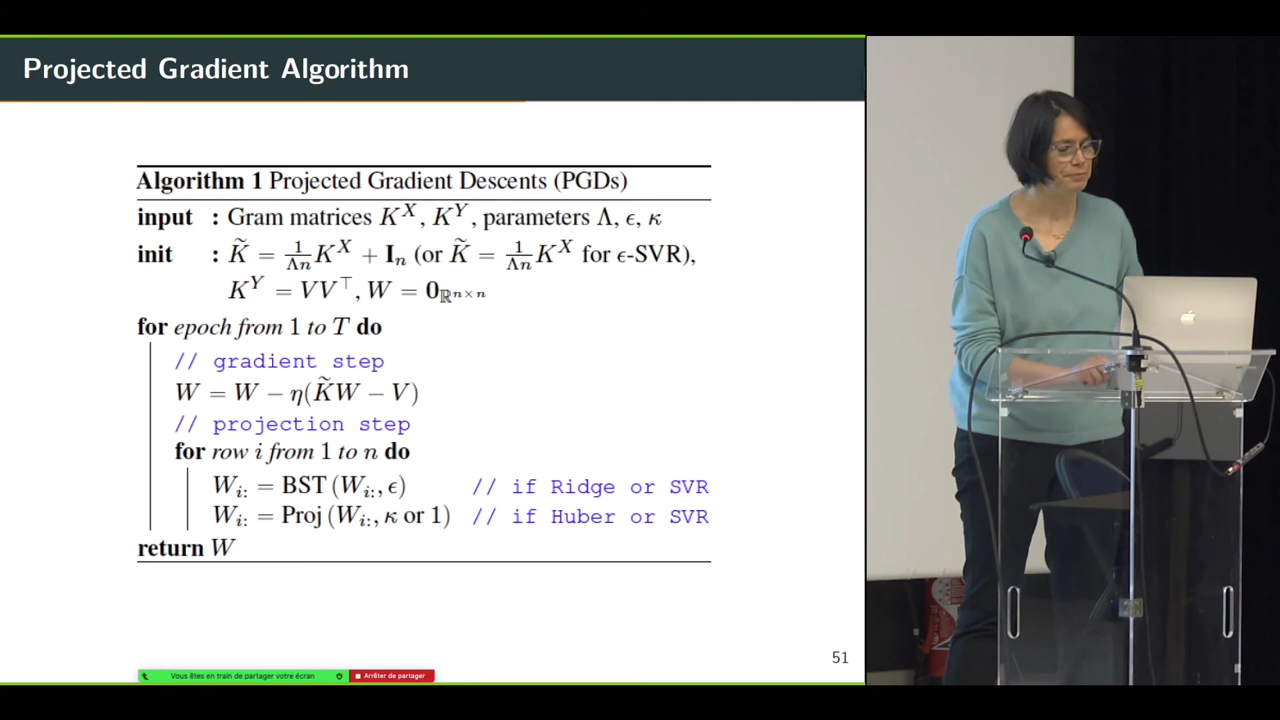 Projected Gradient Algorithm
Algorithm 1 Projected Gradient Descents (PGDs)
input : Gram matrices K^X, K^Y, parameters Λ, ϵ, κ
init : K̃ = 1/(Λn) K^X + I_n (or K̃ = 1/(Λn) K^X for ϵ-SVR),
K^Y = VV^⊤, W = 0_{ℝ^{n×n}}
for epoch from 1 to T do
// gradient step
W = W − η(K̃W − V)
// projection step
for row i from 1 to n do
W_{i:} = BST (W_{i:}, ϵ) // if Ridge or SVR
W_{i:} = Proj (W_{i:}, κ or 1) // if Huber or SVR
return W
51
Vous êtes en train de partager votre écran
Arrêter de partager